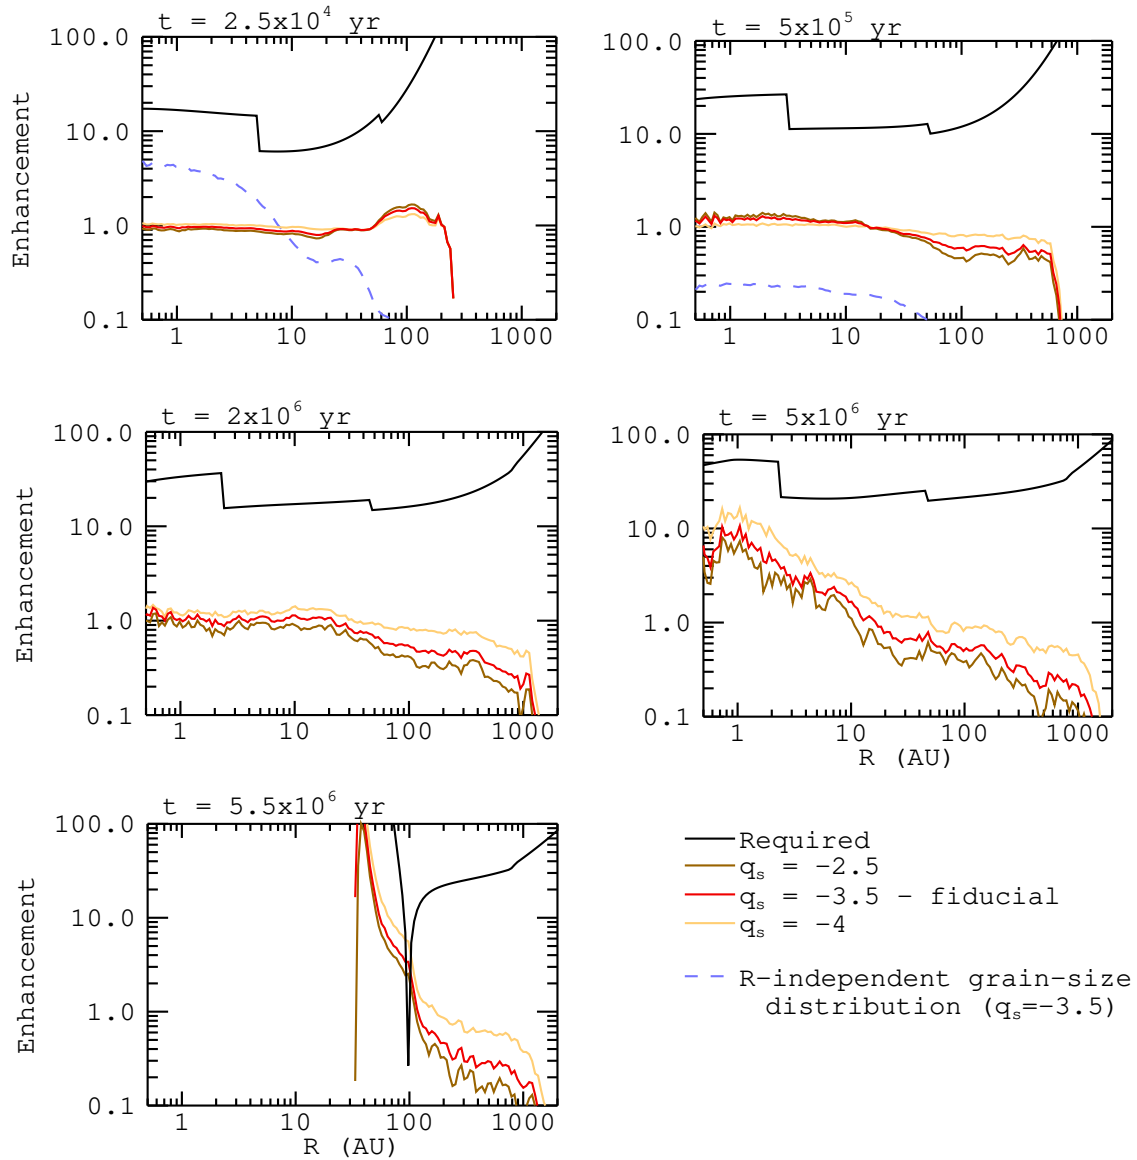 t = 2.5x10⁴ yr
100.0
10.0
1.0
0.1
Enhancement
1 10 100 1000
t = 5x10⁵ yr
100.0
10.0
1.0
0.1
1 10 100 1000
t = 2x10⁶ yr
100.0
10.0
1.0
0.1
Enhancement
1 10 100 1000
t = 5x10⁶ yr
100.0
10.0
1.0
0.1
1 10 100 1000
R (AU)
t = 5.5x10⁶ yr
100.0
10.0
1.0
0.1
Enhancement
1 10 100 1000
R (AU)
Required
qₛ = −2.5
qₛ = −3.5 − fiducial
qₛ = −4
R−independent grain−size
distribution (qₛ=−3.5)